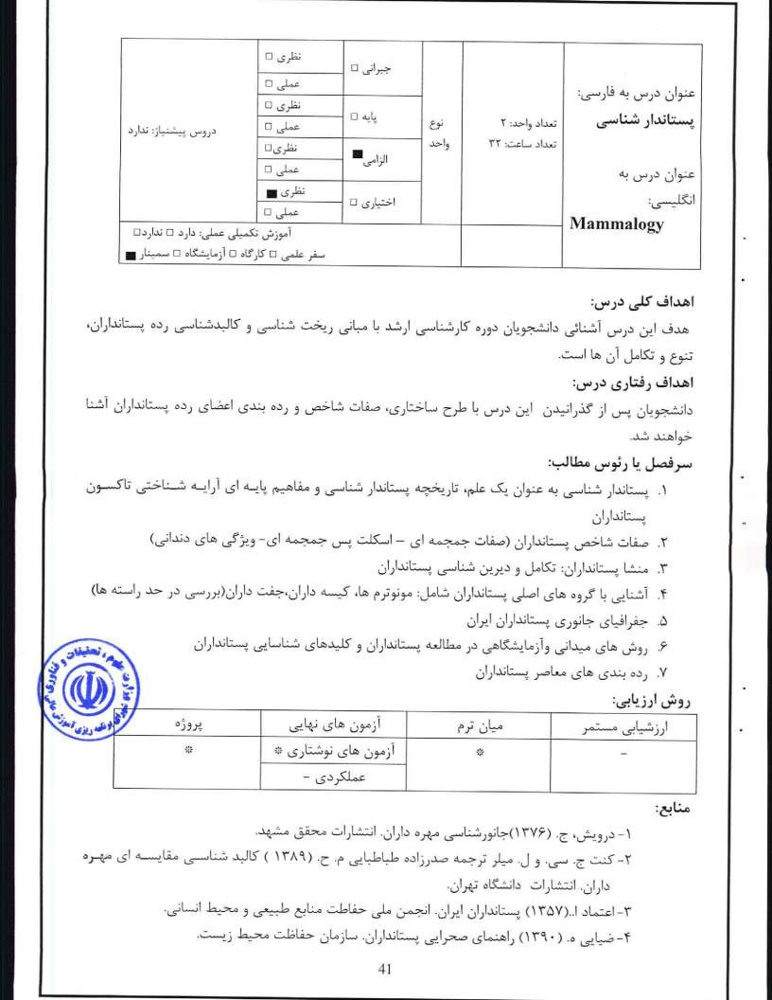 عنوان درس به فارسی:
پستاندار شناسی
عنوان درس به
انگلیسی:
Mammalogy
تعداد واحد: ۲
تعداد ساعت: ۳۲
نوع
واحد
جبرانی □
پایه □
الزامی ■
اختیاری □
نظری □
عملی □
نظری □
عملی □
نظری□
عملی □
نظری ■
عملی □
دروس پیشنیاز: ندارد
آموزش تکمیلی عملی: دارد □ ندارد□
سفر علمی □ کارگاه □ آزمایشگاه □ سمینار ■
اهداف کلی درس:
هدف این درس آشنائی دانشجویان دوره کارشناسی ارشد با مبانی ریخت شناسی و کالبدشناسی رده پستانداران،
تنوع و تکامل آن ها است.
اهداف رفتاری درس:
دانشجویان پس از گذرانیدن این درس با طرح ساختاری، صفات شاخص و رده بندی اعضای رده پستانداران آشنا
خواهند شد.
سرفصل یا رئوس مطالب:
۱. پستاندار شناسی به عنوان یک علم، تاریخچه پستاندار شناسی و مفاهیم پایه ای آرایه شناختی تاکسون
پستانداران
۲. صفات شاخص پستانداران (صفات جمجمه ای – اسکلت پس جمجمه ای- ویژگی های دندانی)
۳. منشا پستانداران: تکامل و دیرین شناسی پستانداران
۴. آشنایی با گروه های اصلی پستانداران شامل: مونوترم ها، کیسه داران،جفت داران(بررسی در حد راسته ها)
۵. جفرافیای جانوری پستانداران ایران
۶. روش های میدانی وآزمایشگاهی در مطالعه پستانداران و کلیدهای شناسایی پستانداران
۷. رده بندی های معاصر پستانداران
وزارت علوم، تحقیقات و فناوری
شورای برنامه ریزی آموزش عالی
روش ارزیابی:
ارزشیابی مستمر میان ترم آزمون های نهایی پروژه
– * آزمون های نوشتاری * *
عملکردی -
منابع:
۱- درویش، ج. (۱۳۷۶)جانورشناسی مهره داران. انتشارات محقق مشهد.
۲- کنت ج. سی. و ل. میلر ترجمه صدرزاده طباطبایی م. ح. (۱۳۸۹ ) کالبد شناسی مقایسه ای مهره
داران. انتشارات دانشگاه تهران.
۳- اعتماد ا..(۱۳۵۷) پستانداران ایران. انجمن ملی حفاطت منابع طبیعی و محیط انسانی.
۴- ضیایی ه. (۱۳۹۰) راهنمای صحرایی پستانداران. سازمان حفاظت محیط زیست.
41